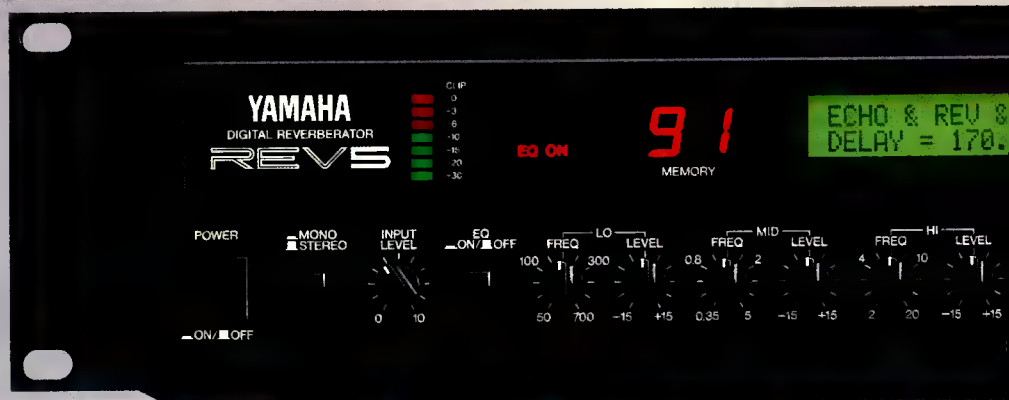 YAMAHA
DIGITAL REVERBERATOR
REV5
CLIP
0
-3
6
-10
-15
-20
-30
EQ ON
91
MEMORY
ECHO & REV &
DELAY = 170.
POWER
ON/ OFF
MONO
STEREO
INPUT
LEVEL
0 10
EQ
ON/ OFF
LO
FREQ LEVEL
100 300
50 700 -15 +15
MID
FREQ LEVEL
0.8 2
0.35 5 -15 +15
HI
FREQ LEVEL
4 10
2 20 -15 +15